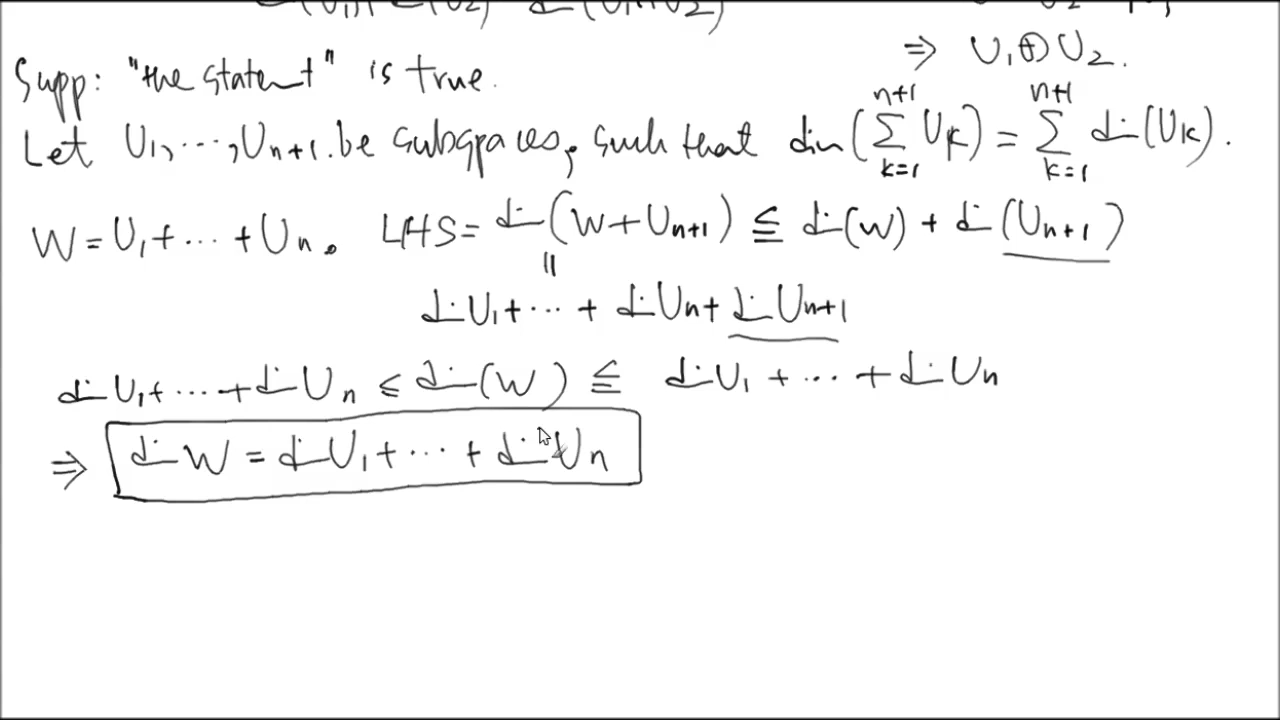 Supp: "the statemt" is true.
⇒ U₁⊕U₂.
Let U₁, ···, Uₙ₊₁ be subspaces, such that dim(∑ₖ₌₁ⁿ⁺¹ Uₖ) = ∑ₖ₌₁ⁿ⁺¹ dim(Uₖ).
W = U₁ + ··· + Uₙ. LHS = dim(W + Uₙ₊₁) ≦ dim(W) + dim(Uₙ₊₁)
||
dim U₁ + ··· + dim Uₙ + dim Uₙ₊₁
dim U₁ + ··· + dim Uₙ ≤ dim(W) ≦ dim U₁ + ··· + dim Uₙ
⇒ dim W = dim U₁ + ··· + dim Uₙ